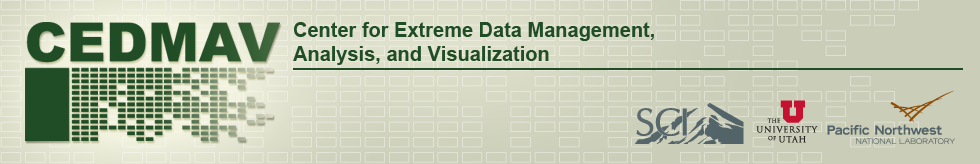 CEDMAV
Center for Extreme Data Management,
Analysis, and Visualization
SCI
U
THE
UNIVERSITY
OF UTAH
Pacific Northwest
NATIONAL LABORATORY